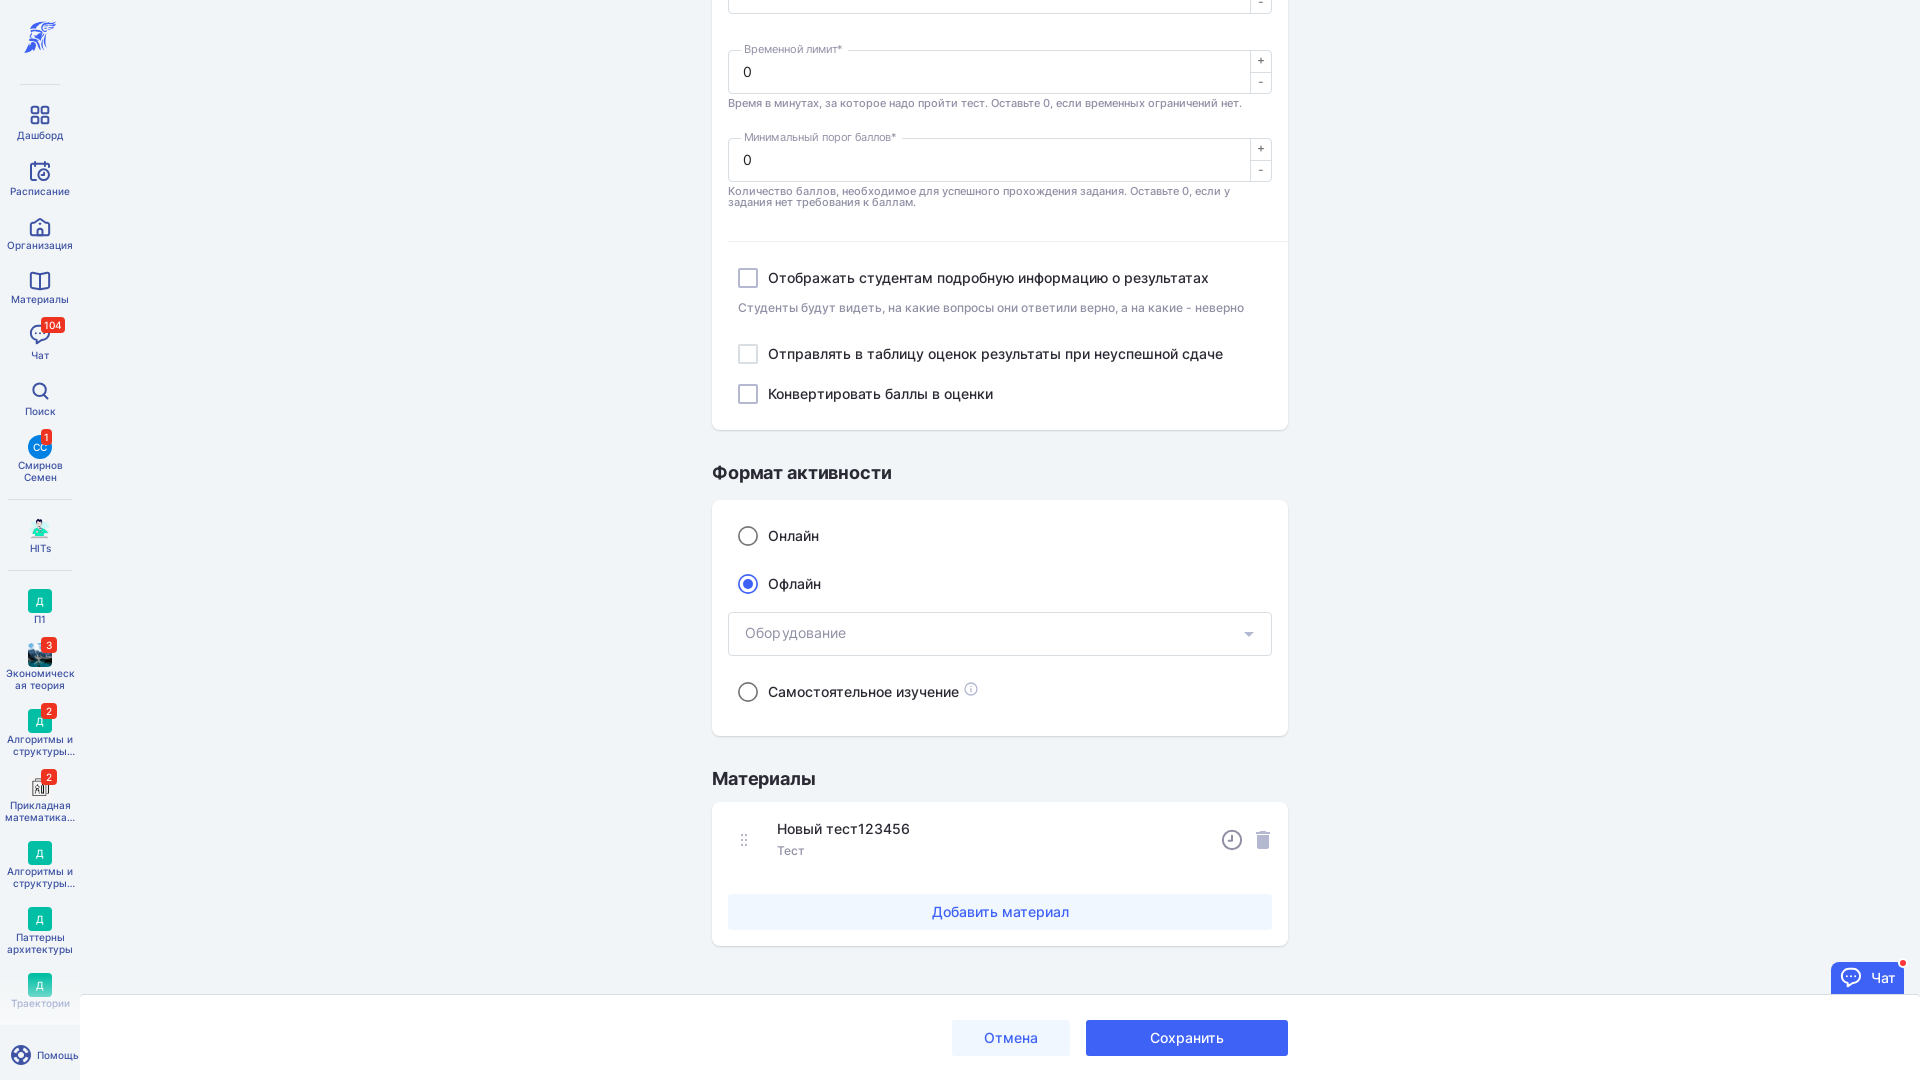 -
Временной лимит*
0
+
-
Время в минутах, за которое надо пройти тест. Оставьте 0, если временных ограничений нет.
Минимальный порог баллов*
0
+
-
Количество баллов, необходимое для успешного прохождения задания. Оставьте 0, если у
задания нет требования к баллам.
Отображать студентам подробную информацию о результатах
Студенты будут видеть, на какие вопросы они ответили верно, а на какие - неверно
Отправлять в таблицу оценок результаты при неуспешной сдаче
Конвертировать баллы в оценки
Формат активности
Онлайн
Офлайн
Оборудование
Самостоятельное изучение
Материалы
Новый тест123456
Тест
Добавить материал
Отмена
Сохранить
Чат
Дашборд
Расписание
Организация
Материалы
104
Чат
Поиск
1
СС
Смирнов
Семен
HITs
Д
П1
3
Экономическ
ая теория
2
Д
Алгоритмы и
структуры...
2
Прикладная
математика...
Д
Алгоритмы и
структуры...
Д
Паттерны
архитектуры
Д
Траектории
Помощь